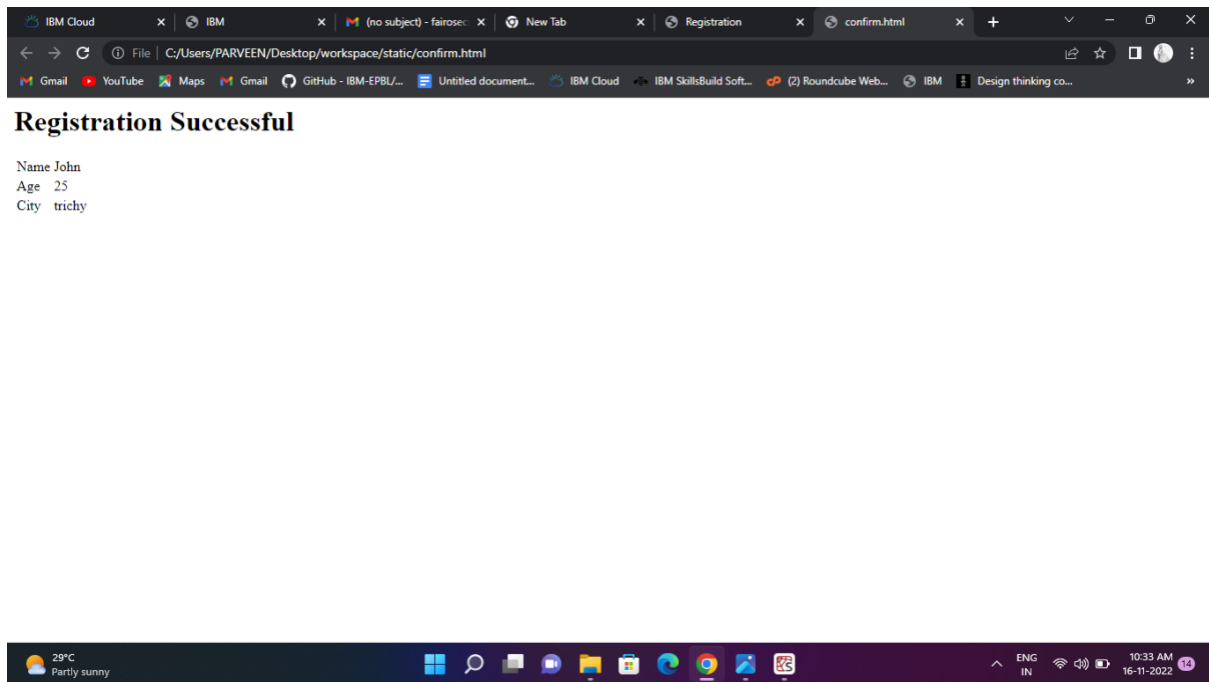 IBM Cloud IBM (no subject) - fairosec New Tab Registration confirm.html
File C:/Users/PARVEEN/Desktop/workspace/static/confirm.html
Gmail YouTube Maps Gmail GitHub - IBM-EPBL/... Untitled document... IBM Cloud IBM SkillsBuild Soft... (2) Roundcube Web... IBM Design thinking co... »
Registration Successful
Name John
Age 25
City trichy
29°C
Partly sunny
ENG
IN
10:33 AM
16-11-2022
14